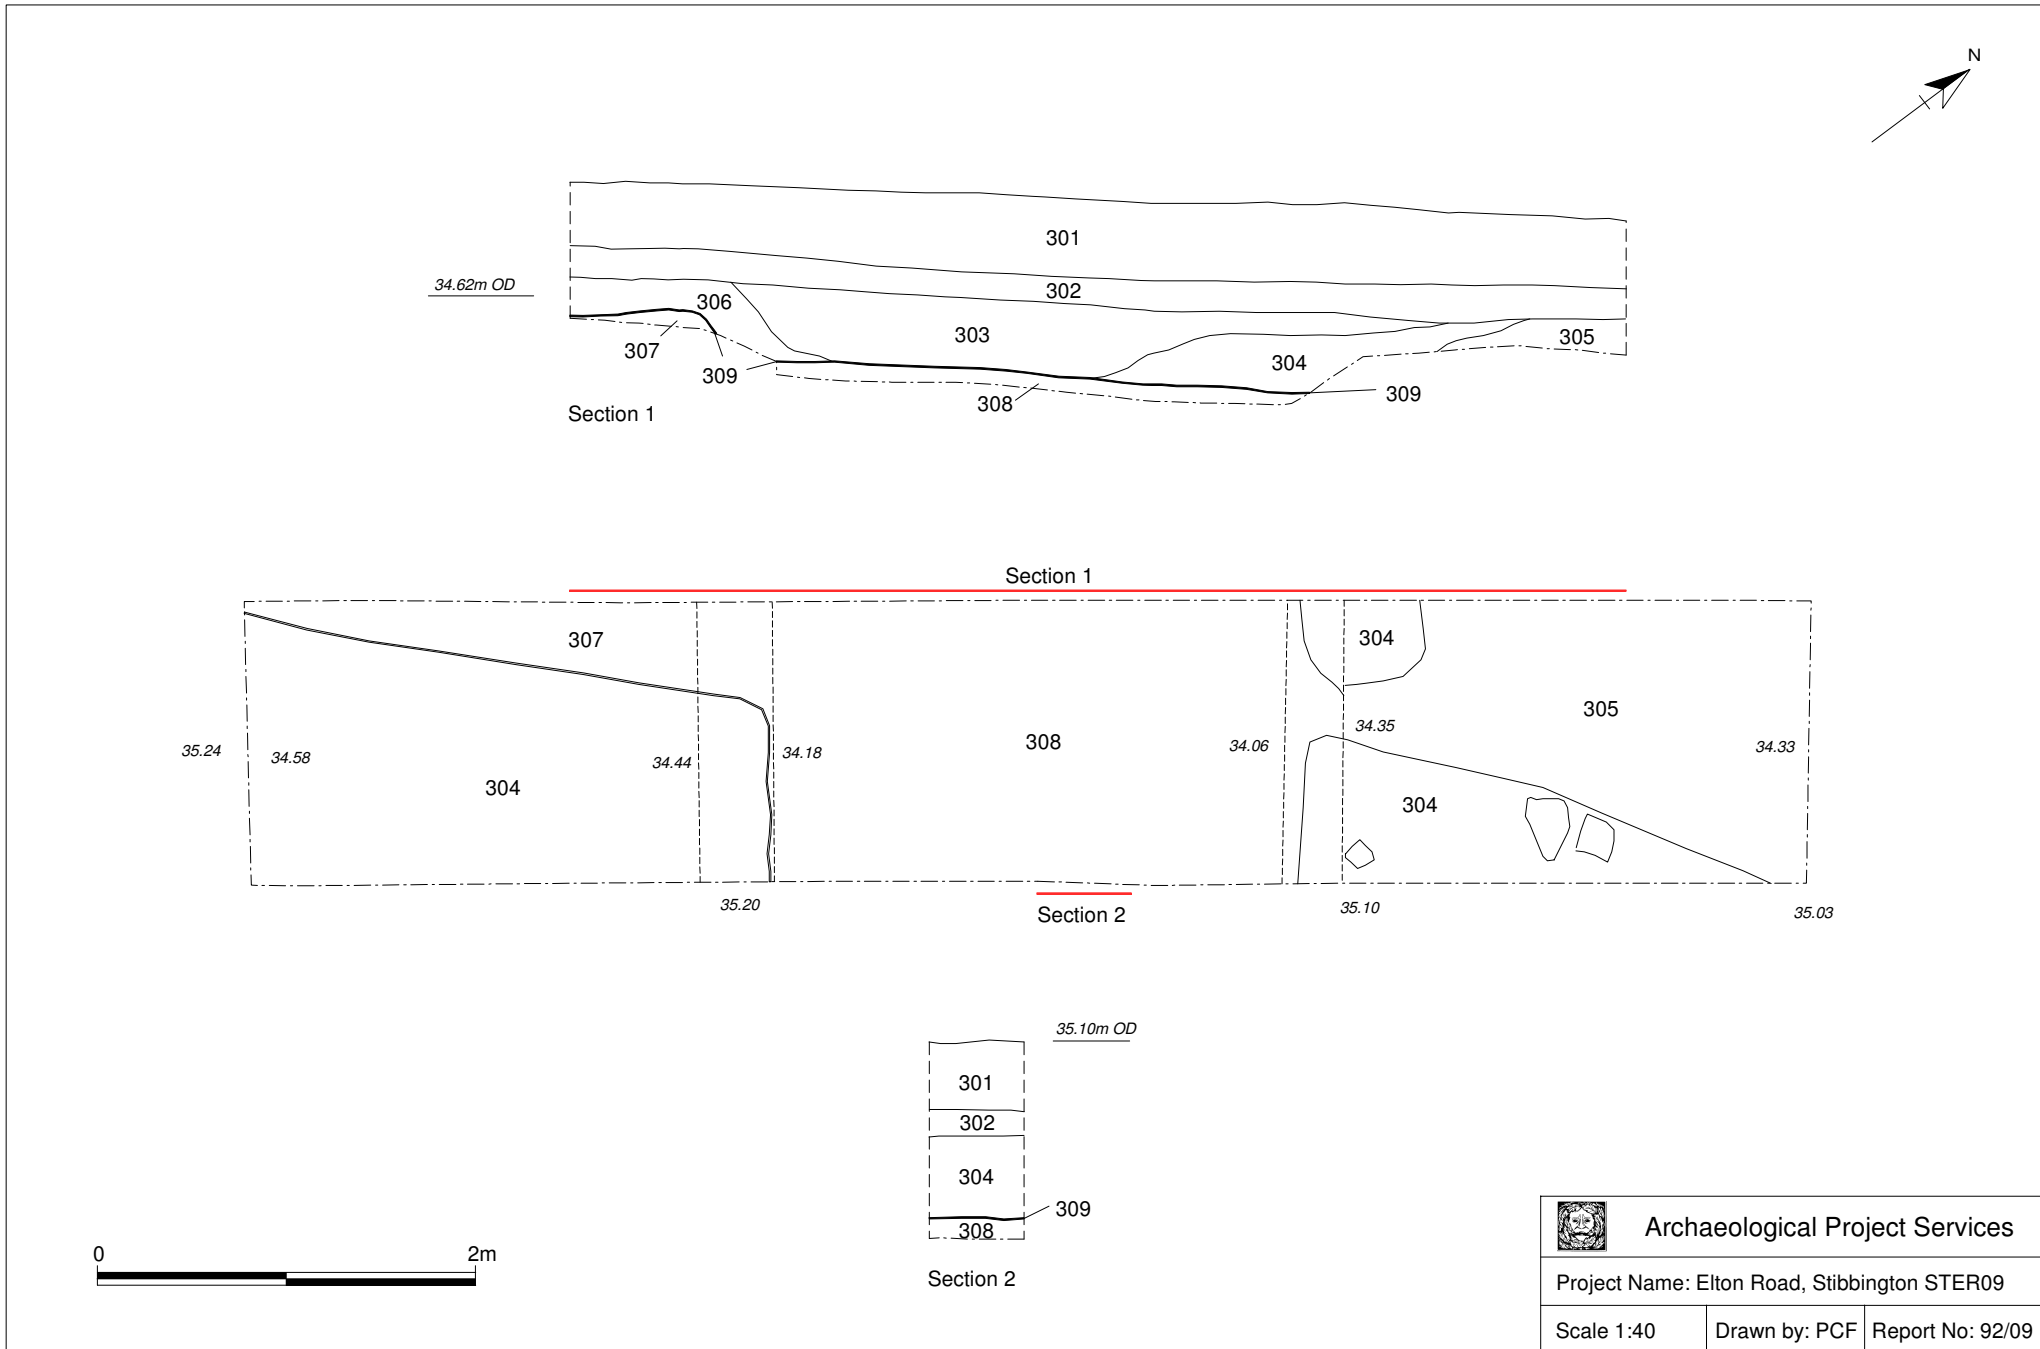 N
301
34.62m OD
302
306
303
305
307
304
309
308
309
Section 1
Section 1
307
304
305
34.35
308
35.24
34.58
34.44
34.18
34.06
34.33
304
304
35.20
Section 2
35.10
35.03
35.10m OD
301
302
304
309
308
Section 2
0 2m
Archaeological Project Services
Project Name: Elton Road, Stibbington STER09
Scale 1:40 Drawn by: PCF Report No: 92/09